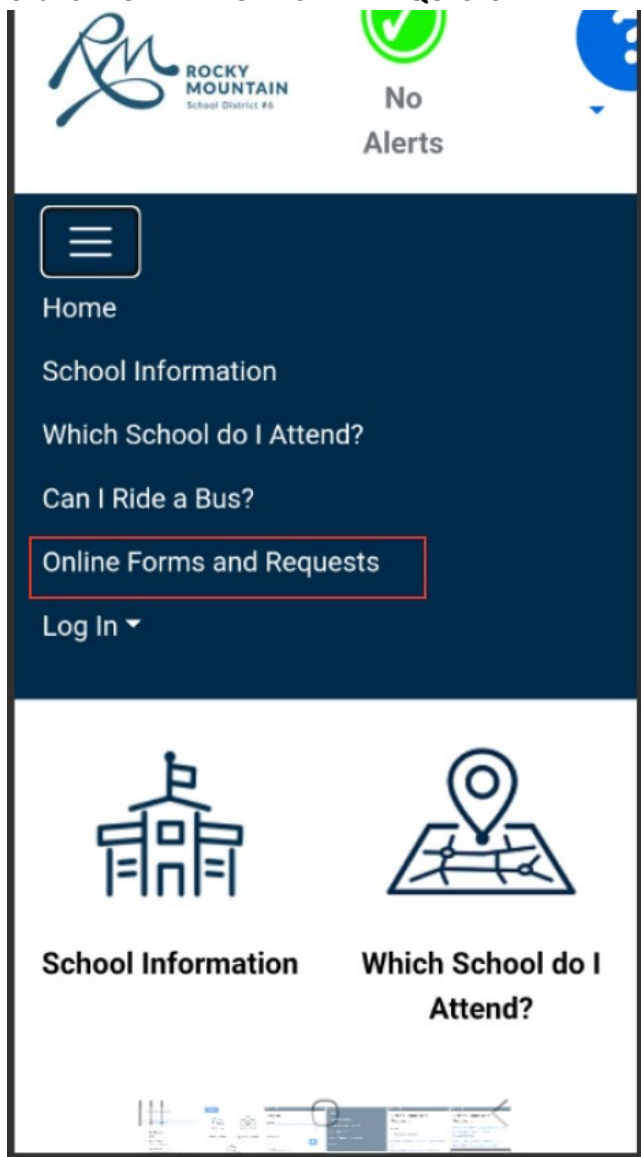 ROCKY
MOUNTAIN
School District #6
No
Alerts
Home
School Information
Which School do I Attend?
Can I Ride a Bus?
Online Forms and Requests
Log In
School Information
Which School do I
Attend?